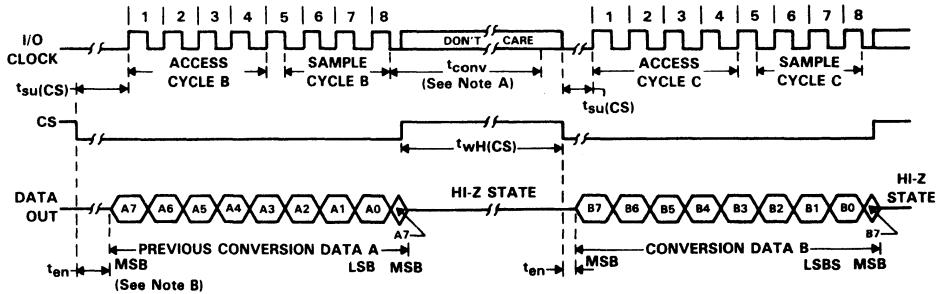 1 2 3 4 5 6 7 8 1 2 3 4 5 6 7 8
I/O
CLOCK
DON'T CARE
ACCESS
CYCLE B
SAMPLE
CYCLE B
tconv
(See Note A)
ACCESS
CYCLE C
SAMPLE
CYCLE C
tsu(CS)
tsu(CS)
CS
twH(CS)
DATA
OUT
A7 A6 A5 A4 A3 A2 A1 A0
A7
HI-Z STATE
B7 B6 B5 B4 B3 B2 B1 B0
B7
HI-Z
STATE
PREVIOUS CONVERSION DATA A
CONVERSION DATA B
ten
MSB
LSB MSB
ten
MSB
LSBS MSB
(See Note B)